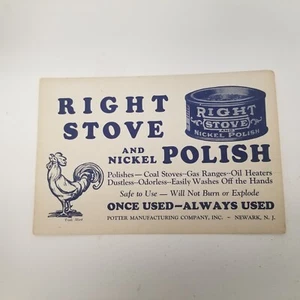 RIGHT
STOVE
AND
NICKEL POLISH
RIGHT
STOVE
AND
NICKEL POLISH
Polishes—Coal Stoves-Gas Ranges-Oil Heaters
Dustless-Odorless-Easily Washes Off the Hands
Safe to Use — Will Not Burn or Explode
ONCE USED—ALWAYS USED
POTTER MANUFACTURING COMPANY, INC. – NEWARK, N. J.